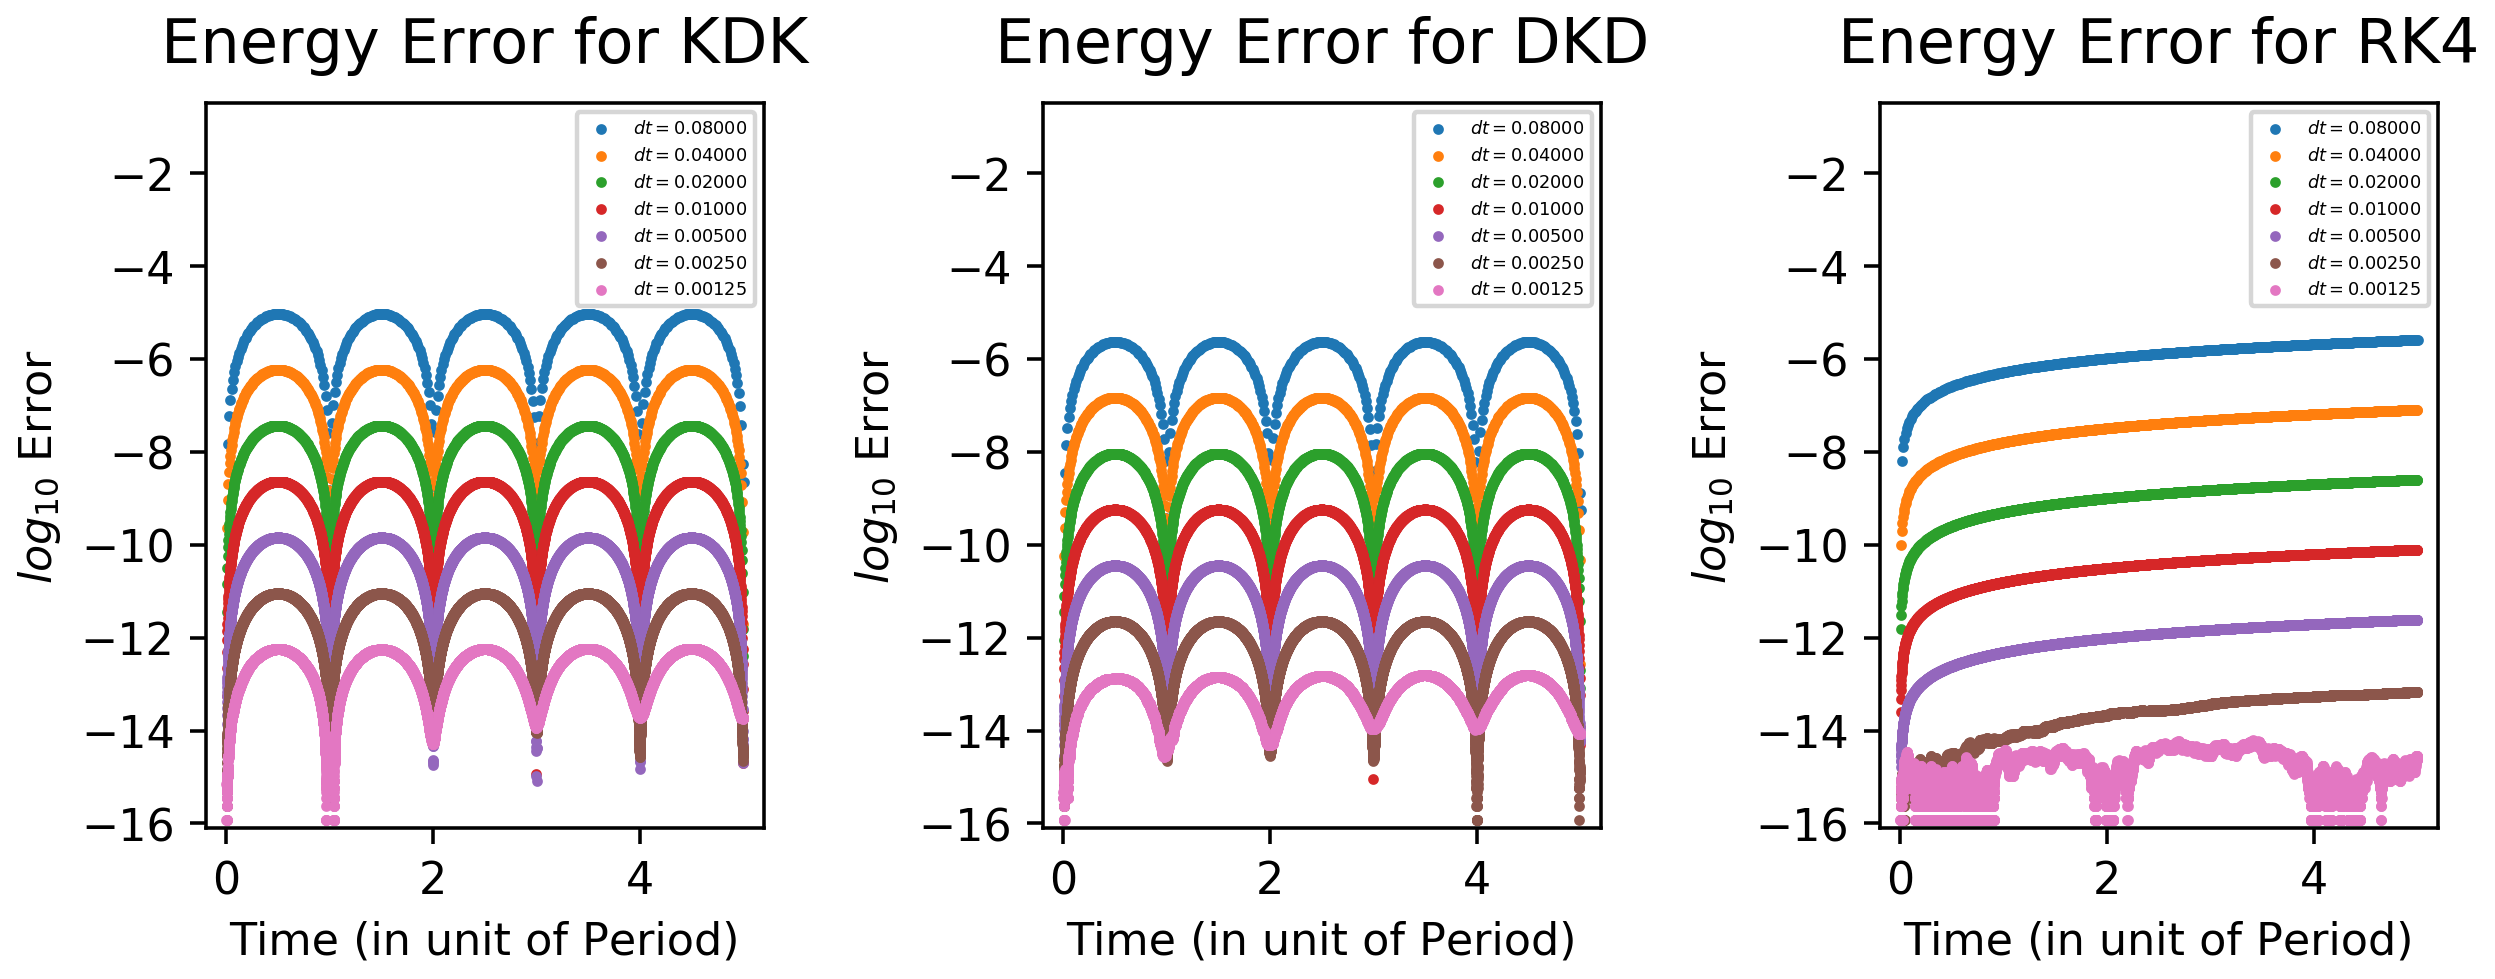 Energy Error for KDK
log10 Error
−2
−4
−6
−8
−10
−12
−14
−16
dt = 0.08000
dt = 0.04000
dt = 0.02000
dt = 0.01000
dt = 0.00500
dt = 0.00250
dt = 0.00125
0 2 4
Time (in unit of Period)
Energy Error for DKD
log10 Error
−2
−4
−6
−8
−10
−12
−14
−16
dt = 0.08000
dt = 0.04000
dt = 0.02000
dt = 0.01000
dt = 0.00500
dt = 0.00250
dt = 0.00125
0 2 4
Time (in unit of Period)
Energy Error for RK4
log10 Error
−2
−4
−6
−8
−10
−12
−14
−16
dt = 0.08000
dt = 0.04000
dt = 0.02000
dt = 0.01000
dt = 0.00500
dt = 0.00250
dt = 0.00125
0 2 4
Time (in unit of Period)